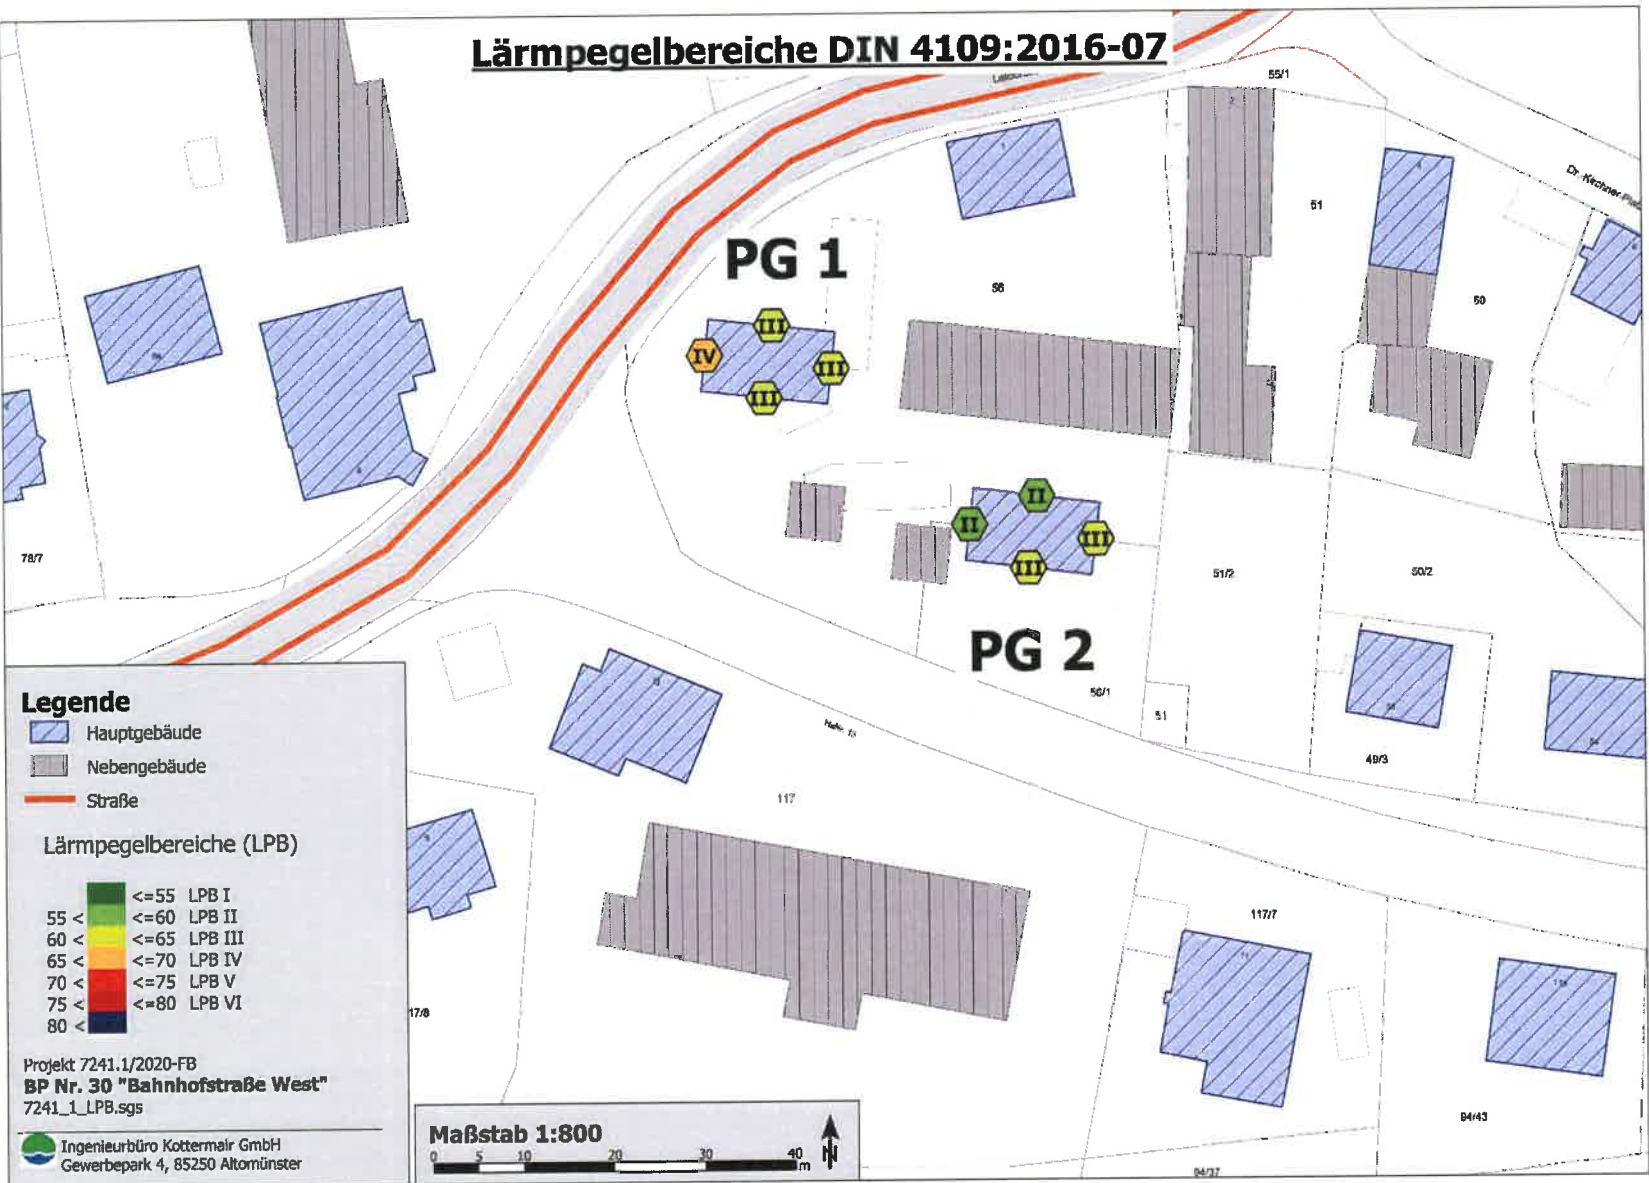 Lärmpegelbereiche DIN 4109:2016-07
55/1
2
1
4
Dr.-Kirchner-Platz
51
50
56
PG 1
III
IV
III
III
II
II
III
III
78/7
51/2
50/2
PG 2
56/1
51
49/3
117
117/7
17/8
94/43
94/37
Legende
Hauptgebäude
Nebengebäude
Straße
Lärmpegelbereiche (LPB)
<=55 LPB I
55 < <=60 LPB II
60 < <=65 LPB III
65 < <=70 LPB IV
70 < <=75 LPB V
75 < <=80 LPB VI
80 <
Projekt 7241.1/2020-FB
BP Nr. 30 "Bahnhofstraße West"
7241_1_LPB.sgs
Ingenieurbüro Kottermair GmbH
Gewerbepark 4, 85250 Altomünster
Maßstab 1:800
0 5 10 20 30 40
m
N